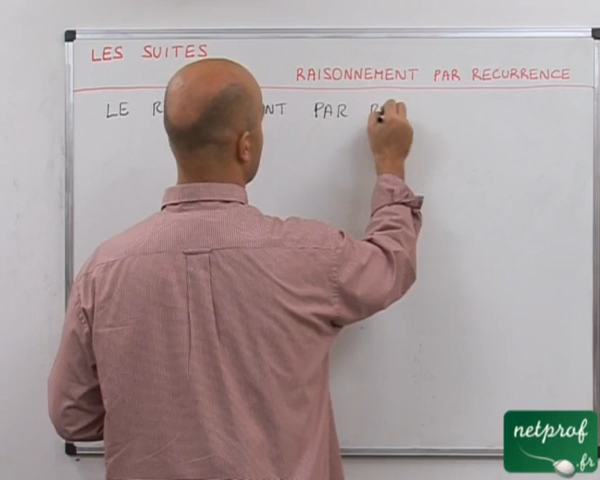 LES SUITES
RAISONNEMENT PAR RECURRENCE
LE PAR
netprof
.fr